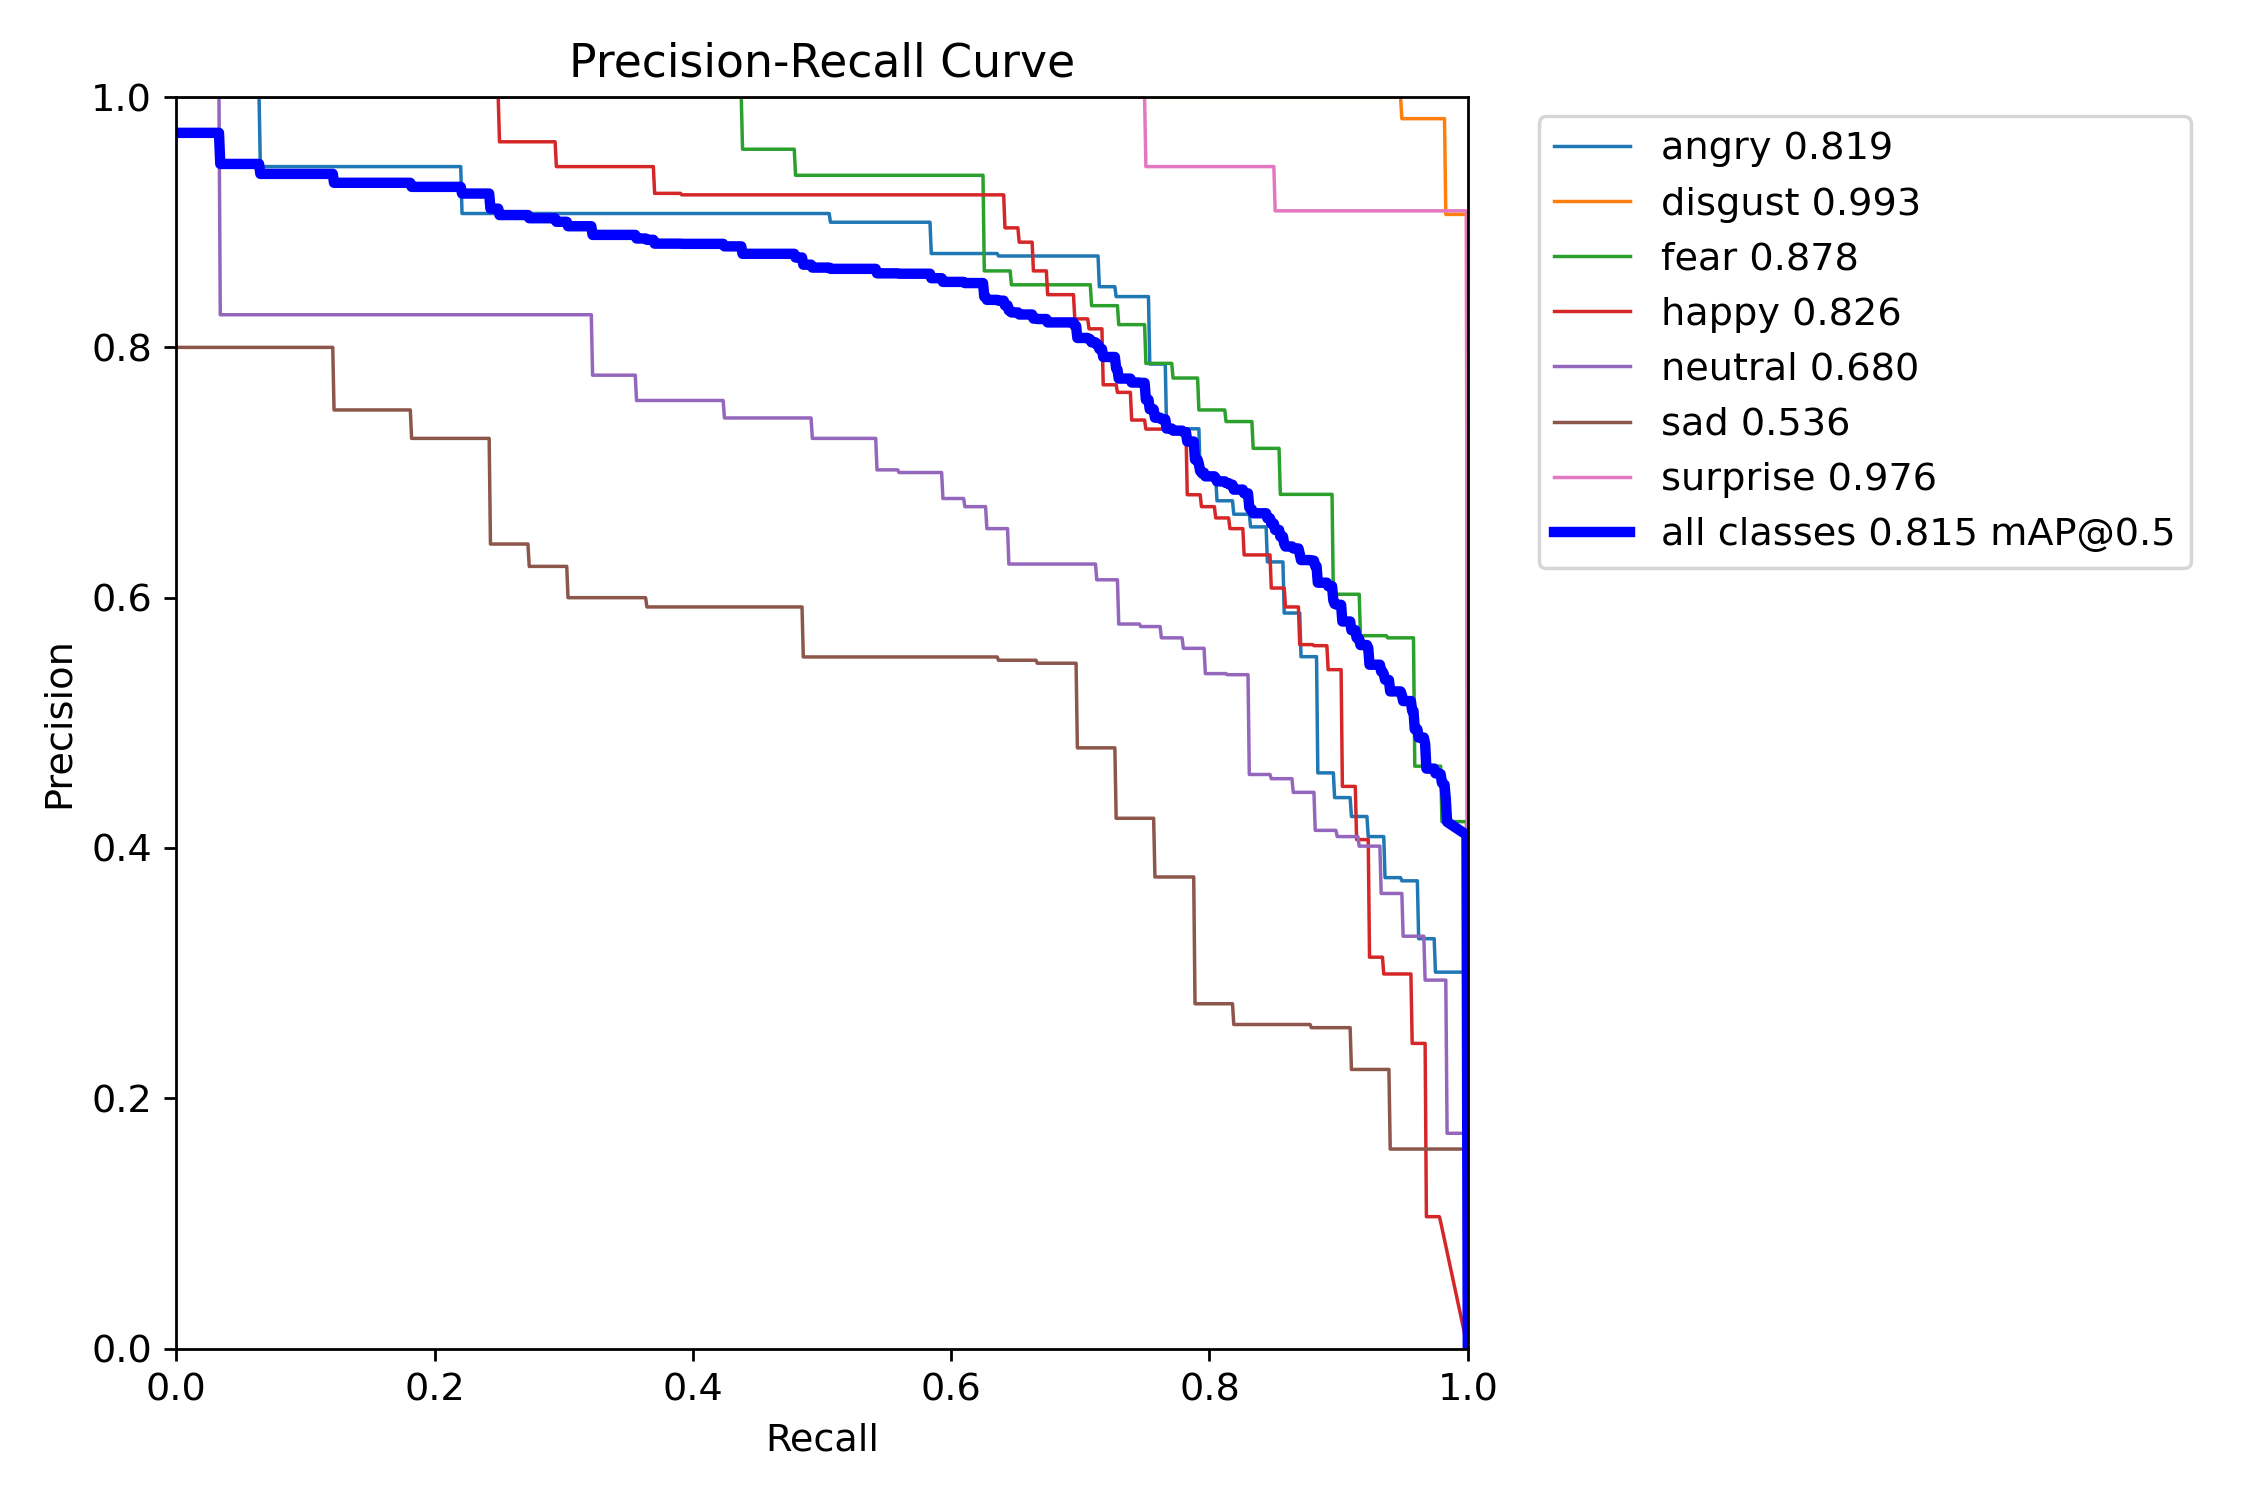 Precision-Recall Curve
1.0
0.8
0.6
0.4
0.2
0.0
Precision
0.0 0.2 0.4 0.6 0.8 1.0
Recall
angry 0.819
disgust 0.993
fear 0.878
happy 0.826
neutral 0.680
sad 0.536
surprise 0.976
all classes 0.815 mAP@0.5